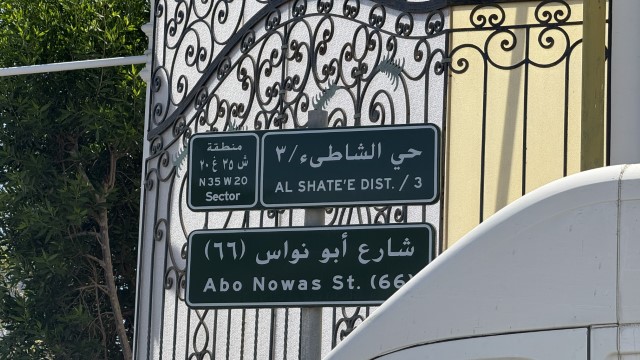 منطقة
ش ٣٥ غ ٢٠
N 35 W 20
Sector
حي الشاطىء/ ٣
AL SHATE'E DIST. / 3
شارع أبو نواس (٦٦)
Abo Nowas St. (66